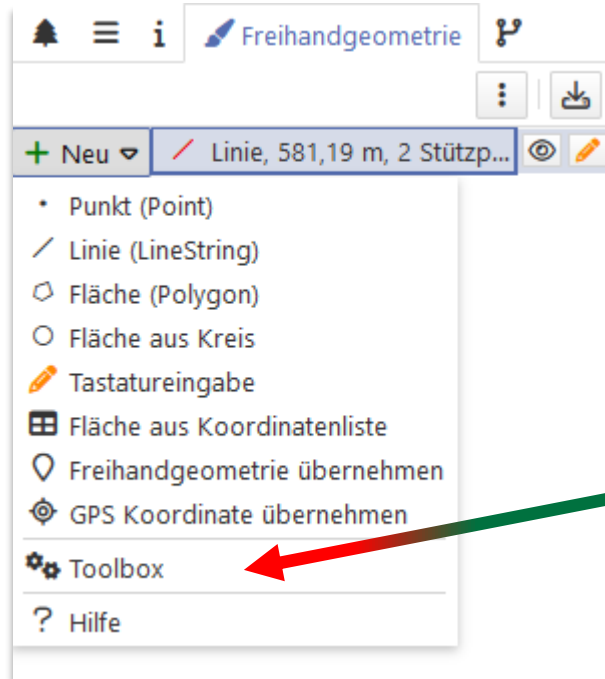 Freihandgeometrie
Neu
Linie, 581,19 m, 2 Stützp...
Punkt (Point)
Linie (LineString)
Fläche (Polygon)
Fläche aus Kreis
Tastatureingabe
Fläche aus Koordinatenliste
Freihandgeometrie übernehmen
GPS Koordinate übernehmen
Toolbox
? Hilfe